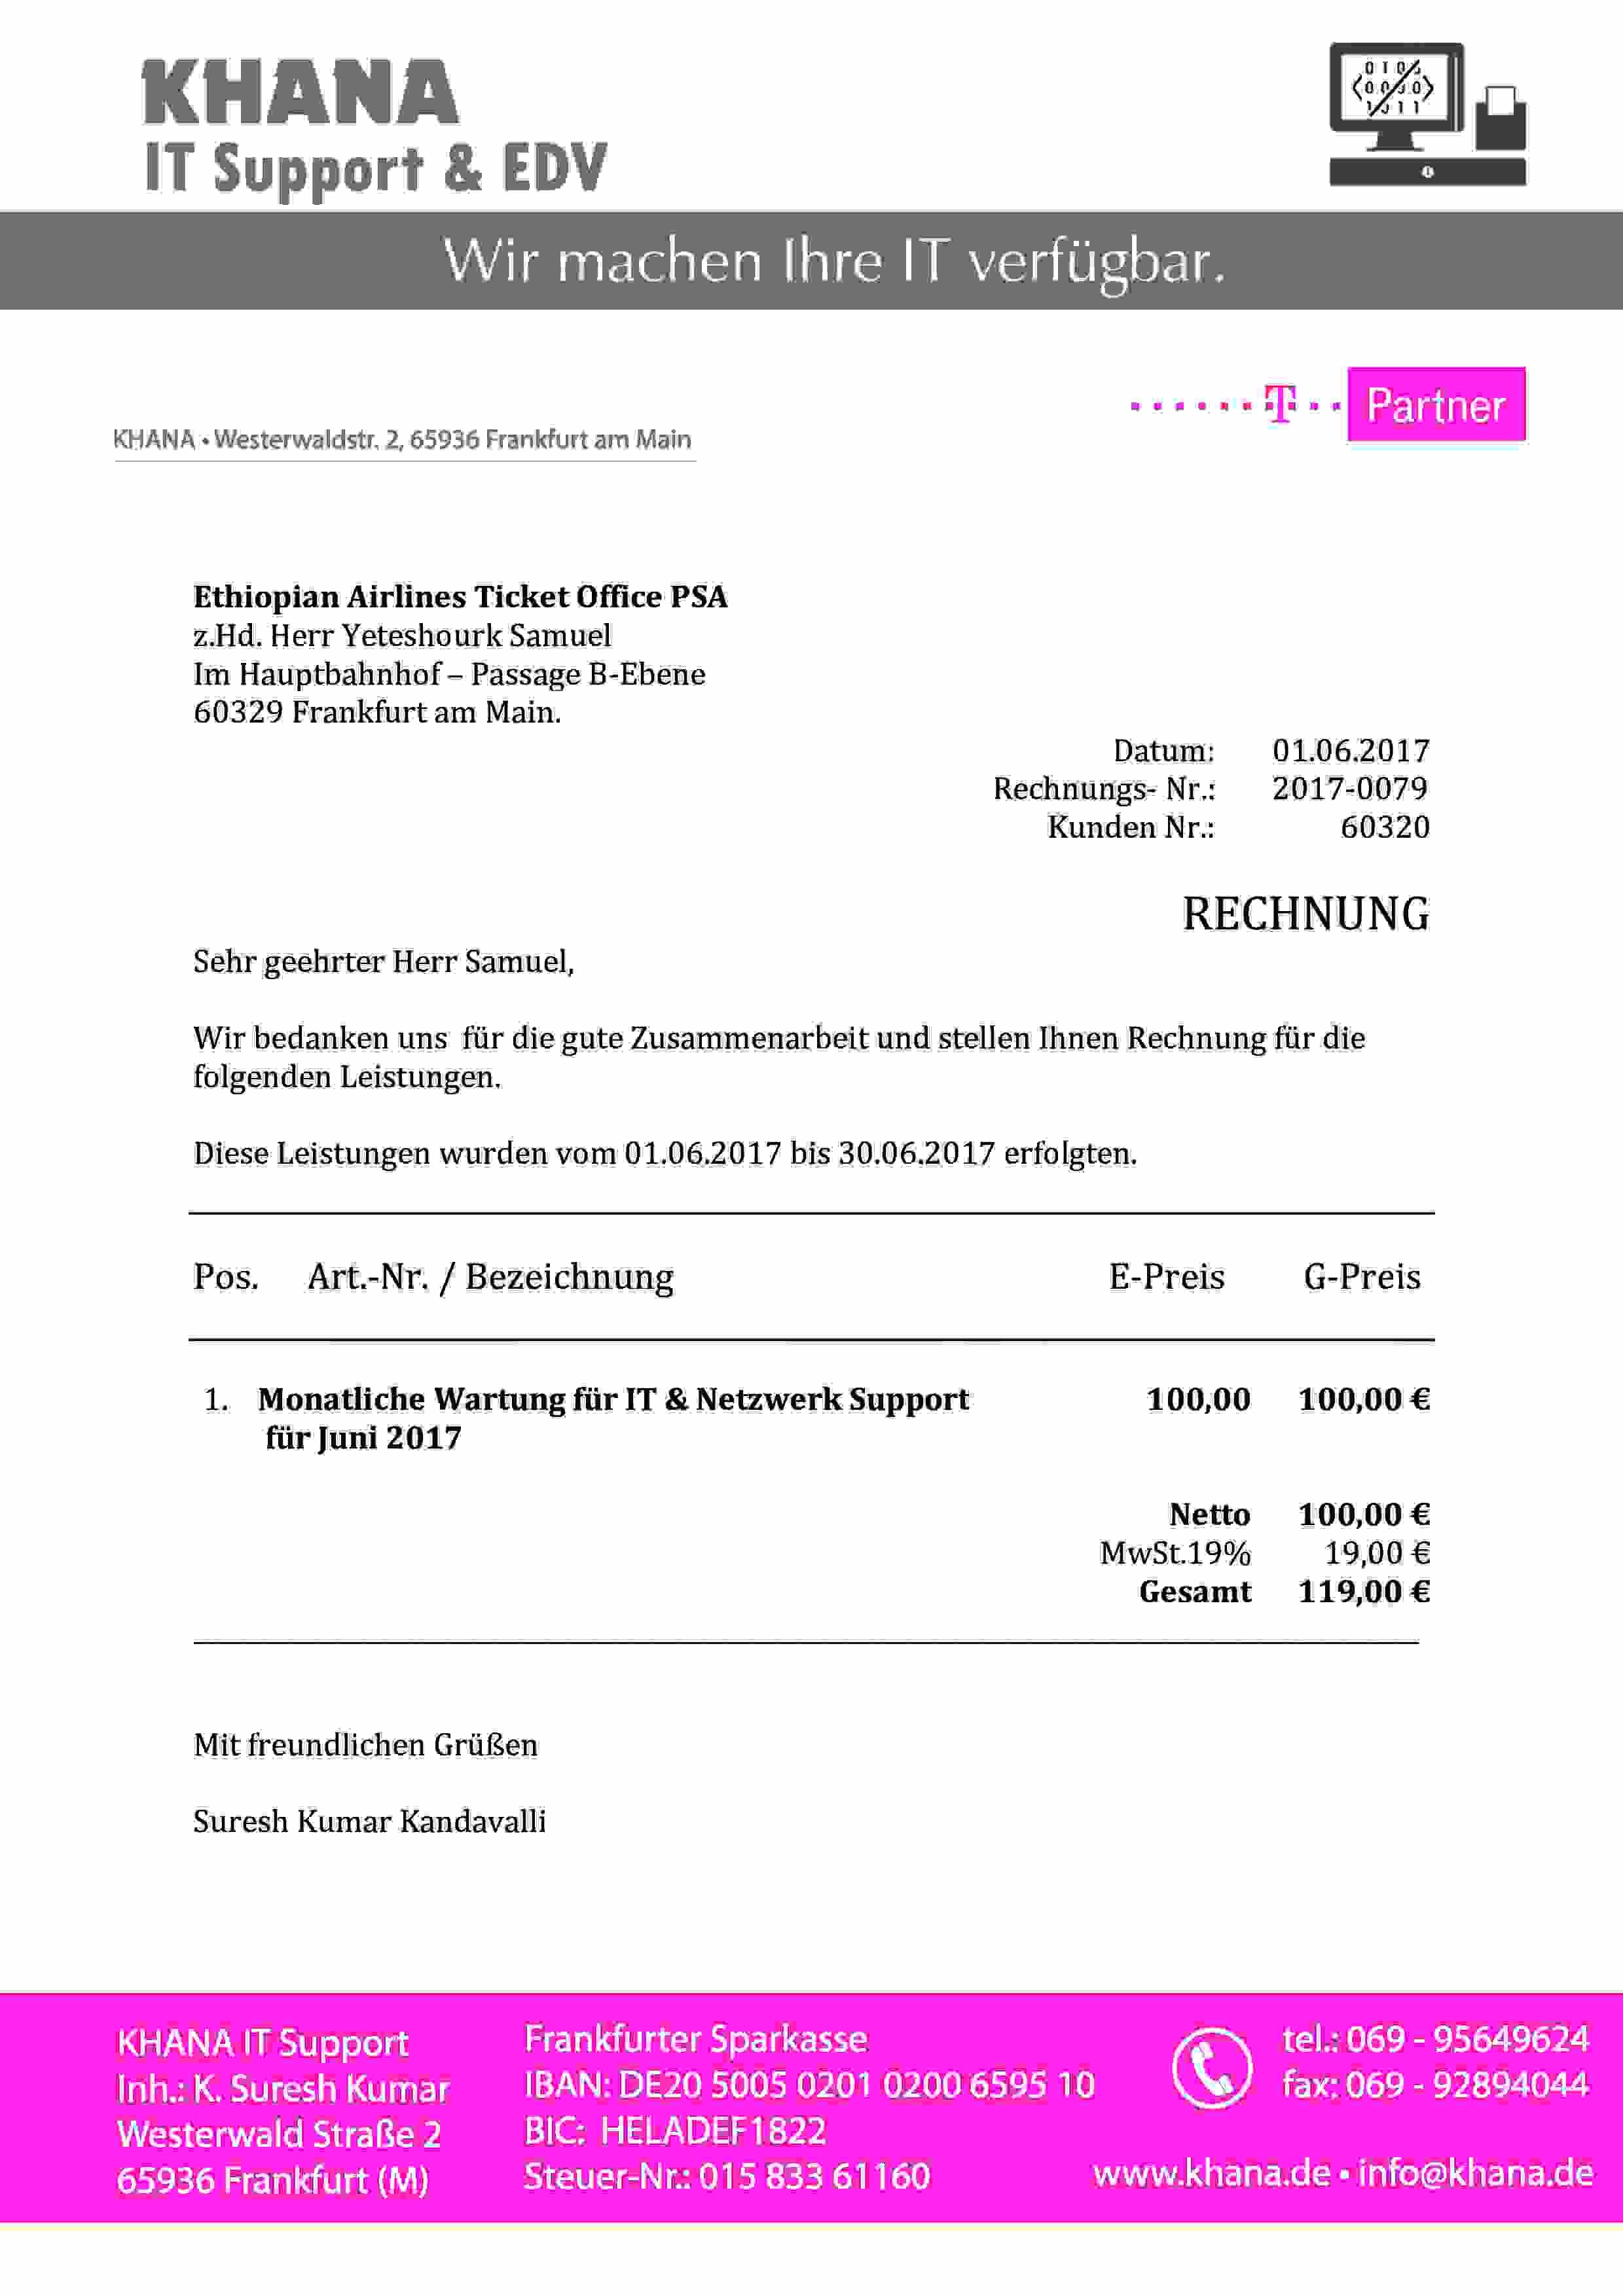 KHANA
IT Support & EDV
Wir machen Ihre IT verfügbar.
T Partner
KHANA • Westerwaldstr. 2, 65936 Frankfurt am Main
Ethiopian Airlines Ticket Office PSA
z.Hd. Herr Yeteshourk Samuel
Im Hauptbahnhof – Passage B-Ebene
60329 Frankfurt am Main.
Datum: 01.06.2017
Rechnungs- Nr.: 2017-0079
Kunden Nr.: 60320
RECHNUNG
Sehr geehrter Herr Samuel,
Wir bedanken uns für die gute Zusammenarbeit und stellen Ihnen Rechnung für die
folgenden Leistungen.
Diese Leistungen wurden vom 01.06.2017 bis 30.06.2017 erfolgten.
Pos. Art.-Nr. / Bezeichnung E-Preis G-Preis
1. Monatliche Wartung für IT & Netzwerk Support 100,00 100,00 €
für Juni 2017
Netto 100,00 €
MwSt.19% 19,00 €
Gesamt 119,00 €
Mit freundlichen Grüßen
Suresh Kumar Kandavalli
KHANA IT Support
Inh.: K. Suresh Kumar
Westerwald Straße 2
65936 Frankfurt (M)
Frankfurter Sparkasse
IBAN: DE20 5005 0201 0200 6595 10
BIC: HELADEF1822
Steuer-Nr.: 015 833 61160
tel.: 069 - 95649624
fax: 069 - 92894044
www.khana.de • info@khana.de